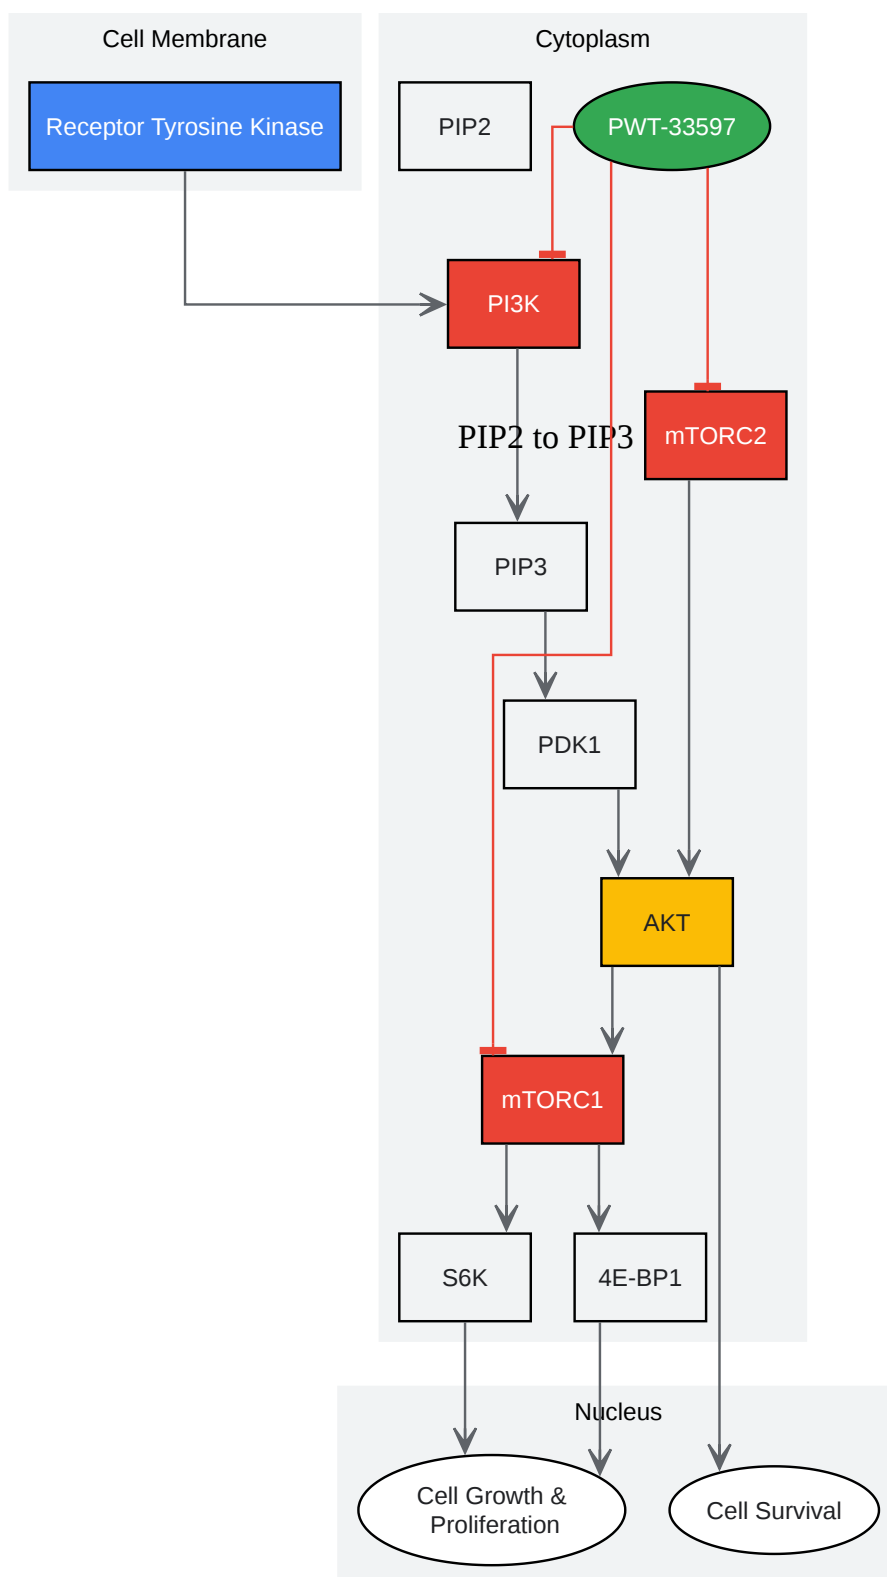 Cell Membrane
Cytoplasm
Receptor Tyrosine Kinase
PIP2
PWT-33597
PI3K
PIP2 to PIP3
mTORC2
PIP3
PDK1
AKT
mTORC1
S6K
4E-BP1
Nucleus
Cell Growth &
Proliferation
Cell Survival